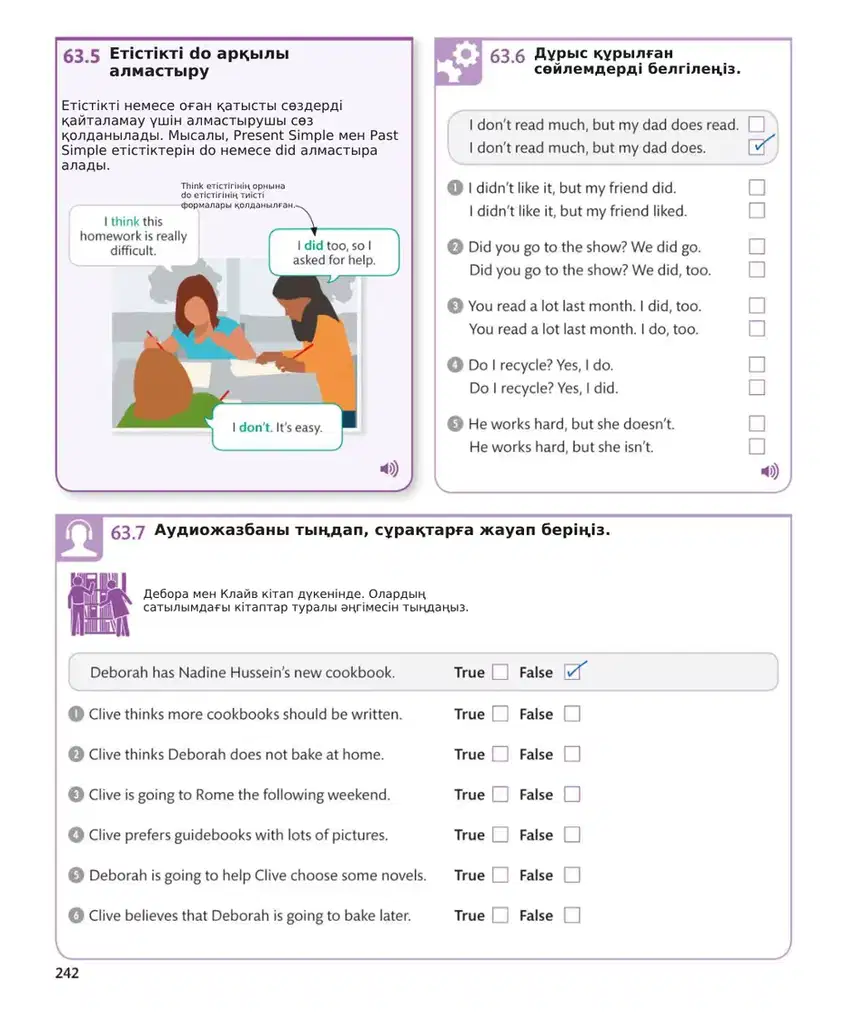 63.5 Етістікті do арқылы
алмастыру
Етістікті немесе оған қатысты сөздерді
қайталамау үшін алмастырушы сөз
қолданылады. Мысалы, Present Simple мен Past
Simple етістіктерін do немесе did алмастыра
алады.
Think етістігінің орнына
do етістігінің тиісті
формалары қолданылған.
I think this
homework is really
difficult.
I did too, so I
asked for help.
I don't. It's easy.
63.6 Дұрыс құрылған
сөйлемдерді белгілеңіз.
I don't read much, but my dad does read.
I don't read much, but my dad does.
1 I didn't like it, but my friend did.
I didn't like it, but my friend liked.
2 Did you go to the show? We did go.
Did you go to the show? We did, too.
3 You read a lot last month. I did, too.
You read a lot last month. I do, too.
4 Do I recycle? Yes, I do.
Do I recycle? Yes, I did.
5 He works hard, but she doesn't.
He works hard, but she isn't.
63.7 Аудиожазбаны тыңдап, сұрақтарға жауап беріңіз.
Дебора мен Клайв кітап дүкенінде. Олардың
сатылымдағы кітаптар туралы әңгімесін тыңдаңыз.
Deborah has Nadine Hussein's new cookbook. True False
1 Clive thinks more cookbooks should be written. True False
2 Clive thinks Deborah does not bake at home. True False
3 Clive is going to Rome the following weekend. True False
4 Clive prefers guidebooks with lots of pictures. True False
5 Deborah is going to help Clive choose some novels. True False
6 Clive believes that Deborah is going to bake later. True False
242